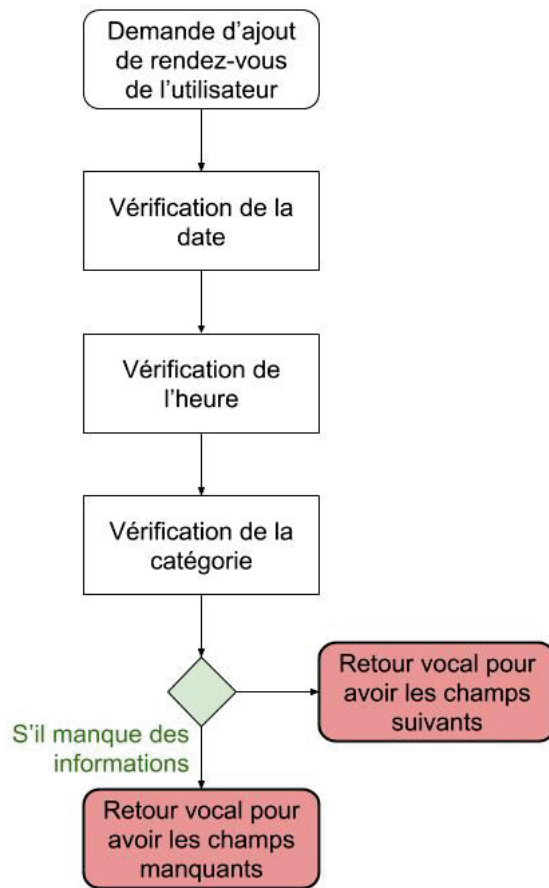 Demande d'ajout
de rendez-vous
de l'utilisateur
Vérification de la
date
Vérification de
l'heure
Vérification de la
catégorie
Retour vocal pour
avoir les champs
suivants
S'il manque des
informations
Retour vocal pour
avoir les champs
manquants